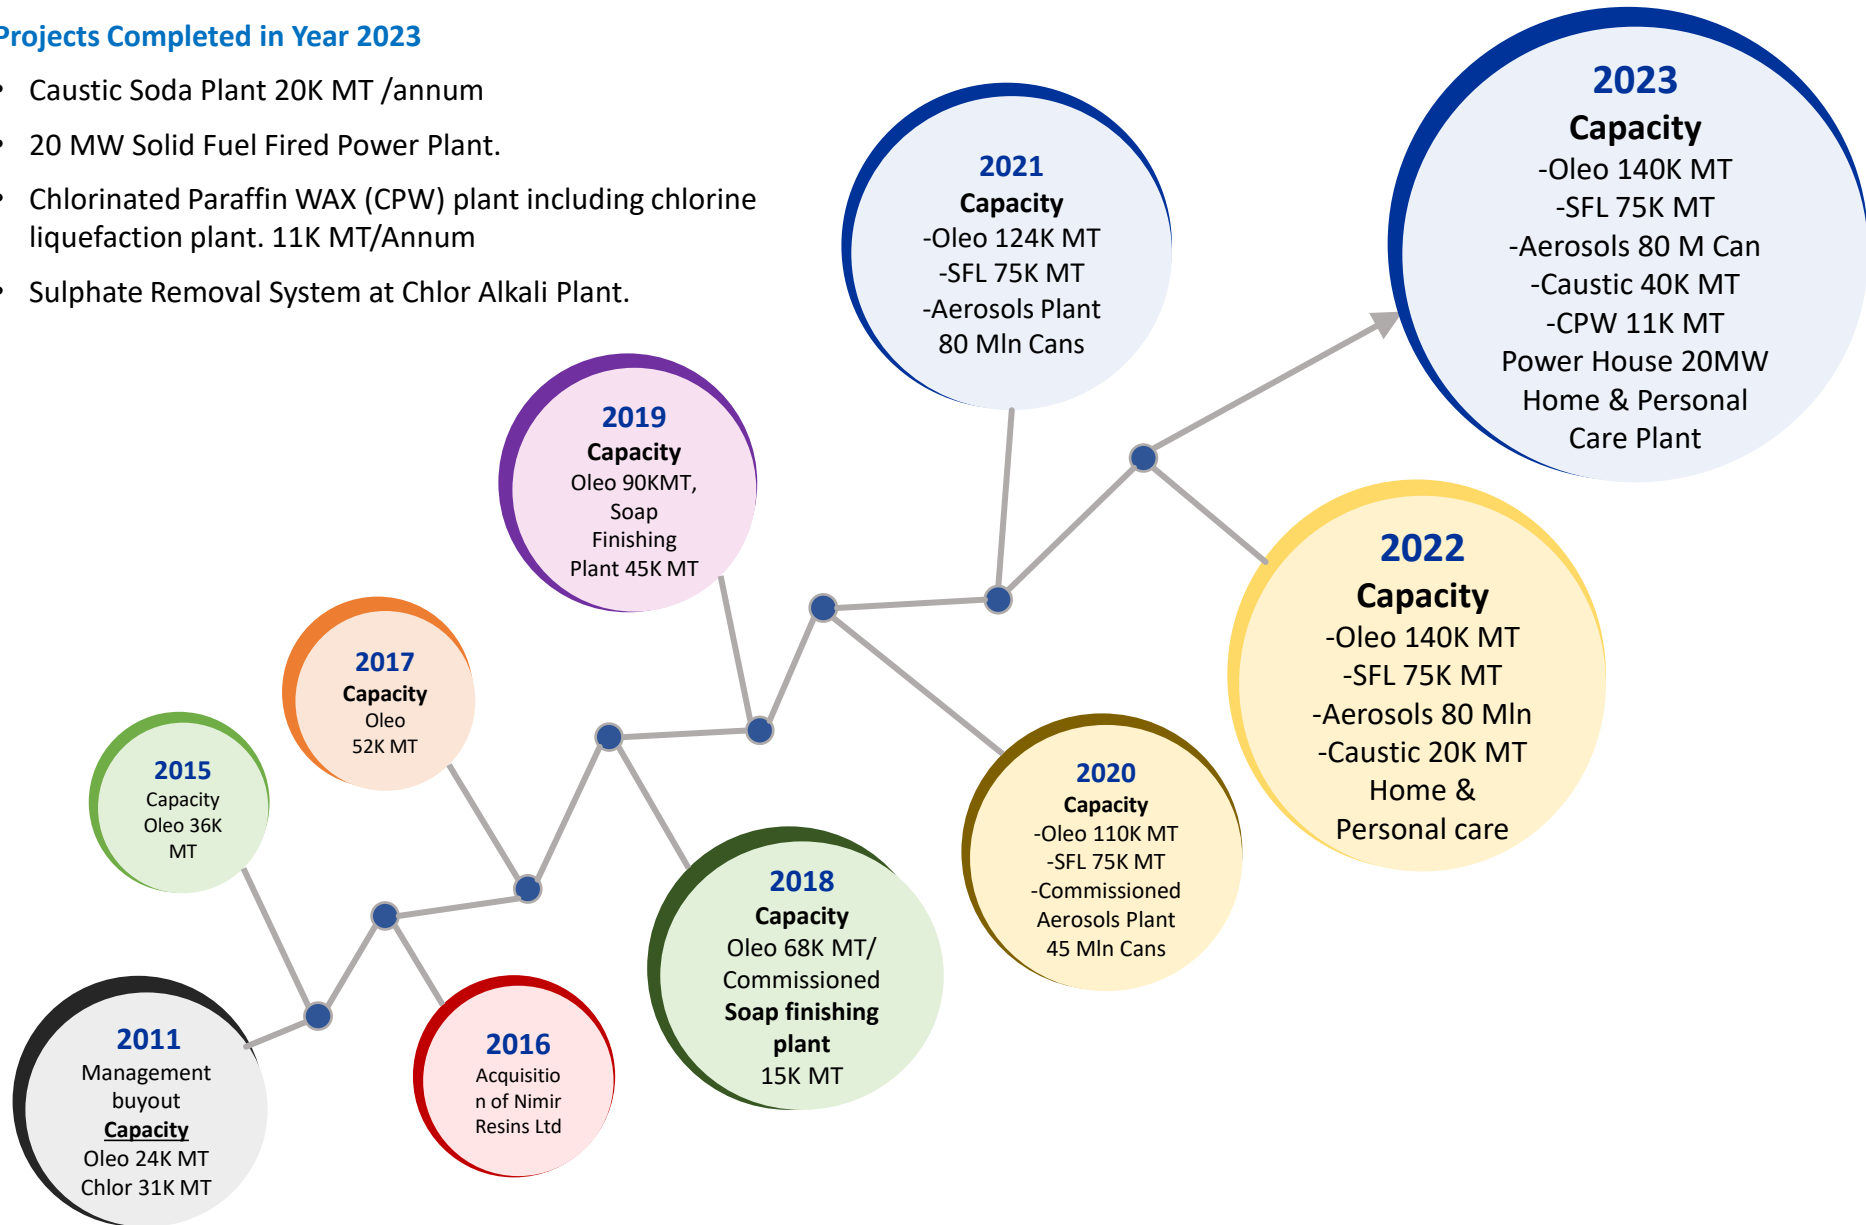 Projects Completed in Year 2023
• Caustic Soda Plant 20K MT /annum
• 20 MW Solid Fuel Fired Power Plant.
• Chlorinated Paraffin WAX (CPW) plant including chlorine
liquefaction plant. 11K MT/Annum
• Sulphate Removal System at Chlor Alkali Plant.
2011
Management
buyout
Capacity
Oleo 24K MT
Chlor 31K MT
2015
Capacity
Oleo 36K
MT
2016
Acquisitio
n of Nimir
Resins Ltd
2017
Capacity
Oleo
52K MT
2018
Capacity
Oleo 68K MT/
Commissioned
Soap finishing
plant
15K MT
2019
Capacity
Oleo 90KMT,
Soap
Finishing
Plant 45K MT
2020
Capacity
-Oleo 110K MT
-SFL 75K MT
-Commissioned
Aerosols Plant
45 Mln Cans
2021
Capacity
-Oleo 124K MT
-SFL 75K MT
-Aerosols Plant
80 Mln Cans
2022
Capacity
-Oleo 140K MT
-SFL 75K MT
-Aerosols 80 Mln
-Caustic 20K MT
Home &
Personal care
2023
Capacity
-Oleo 140K MT
-SFL 75K MT
-Aerosols 80 M Can
-Caustic 40K MT
-CPW 11K MT
Power House 20MW
Home & Personal
Care Plant